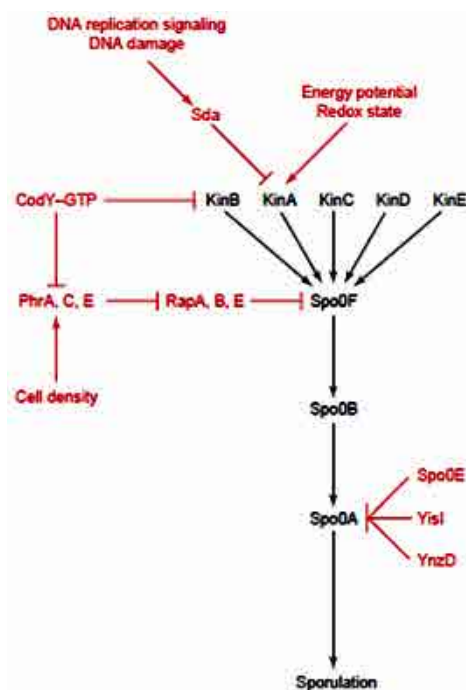 DNA replication signaling
DNA damage
Energy potential
Redox state
Sda
CodY–GTP
KinB
KinA
KinC
KinD
KinE
PhrA, C, E
RapA, B, E
Spo0F
Cell density
Spo0B
Spo0E
Spo0A
YisI
YnzD
Sporulation